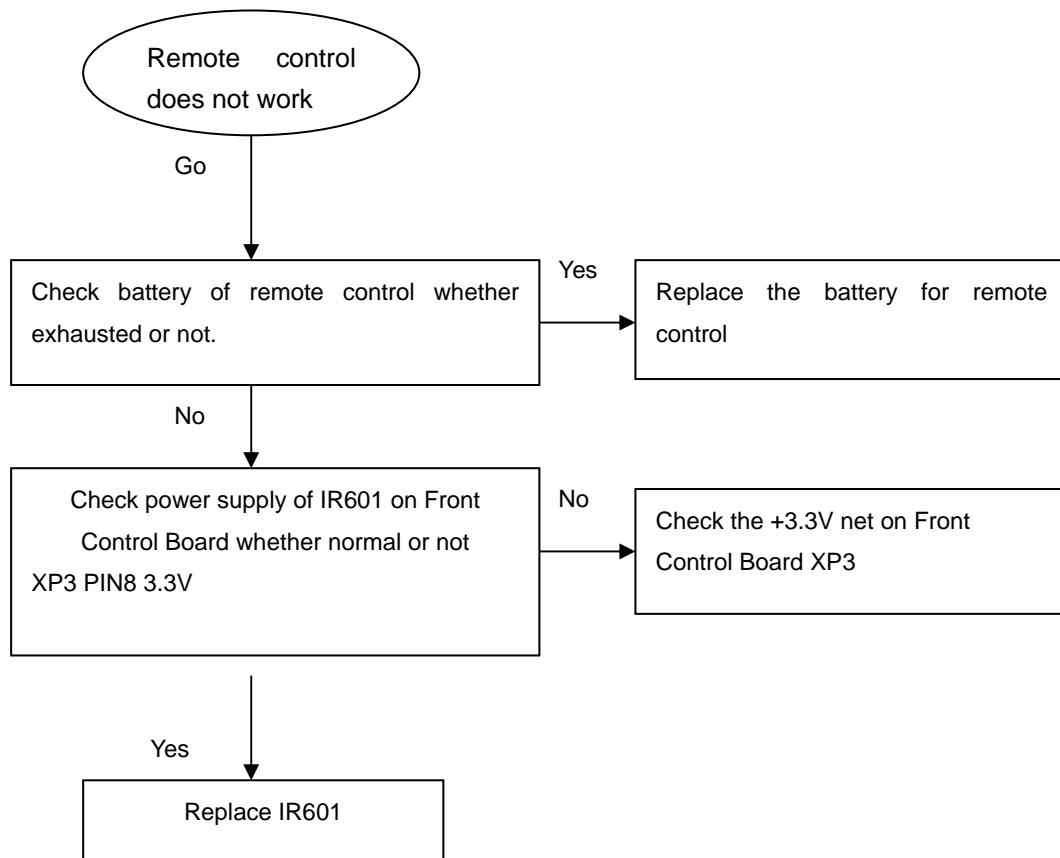 Remote control
does not work
Go
Check battery of remote control whether
exhausted or not.
Yes
Replace the battery for remote
control
No
Check power supply of IR601 on Front
Control Board whether normal or not
XP3 PIN8 3.3V
No
Check the +3.3V net on Front
Control Board XP3
Yes
Replace IR601